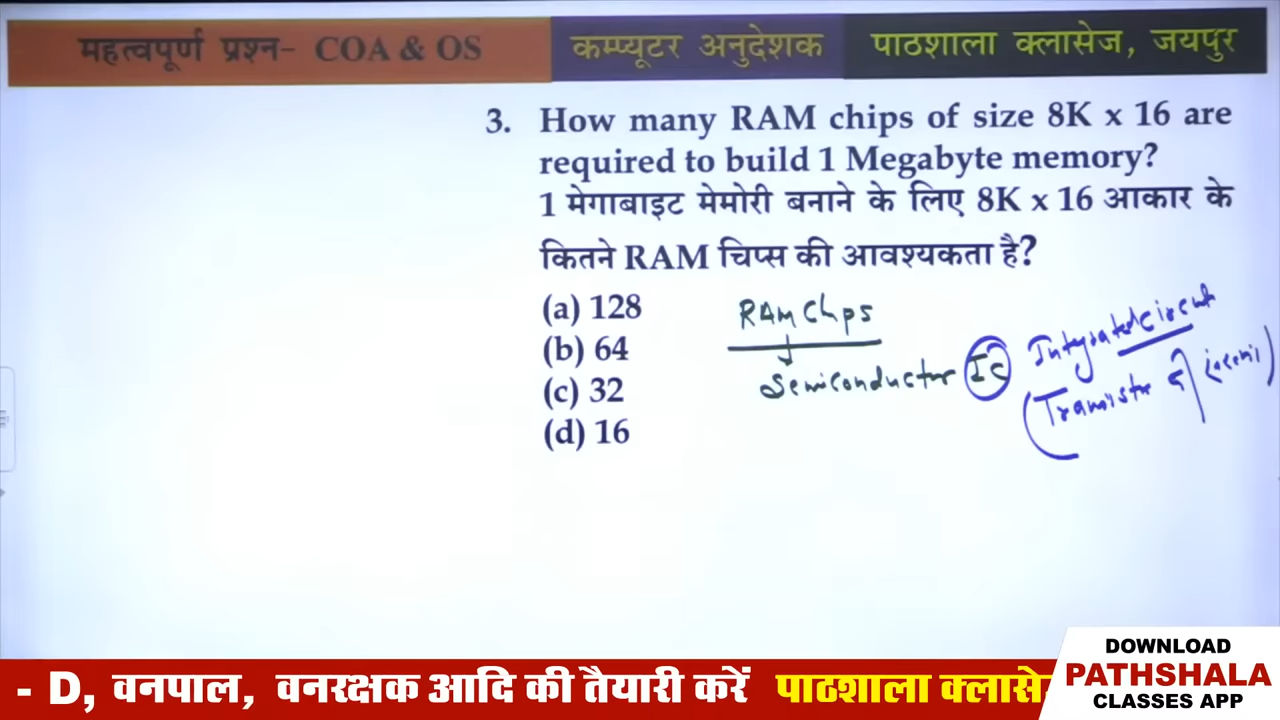 महत्वपूर्ण प्रश्न- COA & OS
कम्प्यूटर अनुदेशक
पाठशाला क्लासेज, जयपुर
3. How many RAM chips of size 8K x 16 are
required to build 1 Megabyte memory?
1 मेगाबाइट मेमोरी बनाने के लिए 8K x 16 आकार के
कितने RAM चिप्स की आवश्यकता है?
(a) 128
(b) 64
(c) 32
(d) 16
RAM Chps
Semiconductor IC
Integrated Circuit
(Transistor
- D, वनपाल, वनरक्षक आदि की तैयारी करें पाठशाला क्लासे
DOWNLOAD
PATHSHALA
CLASSES APP